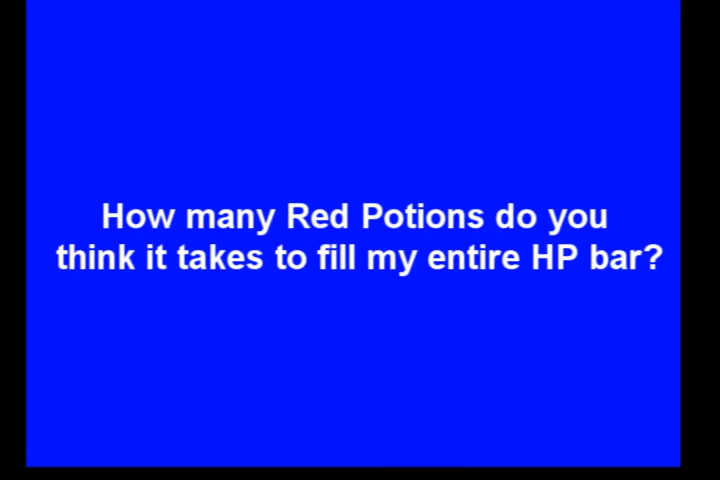 How many Red Potions do you
think it takes to fill my entire HP bar?